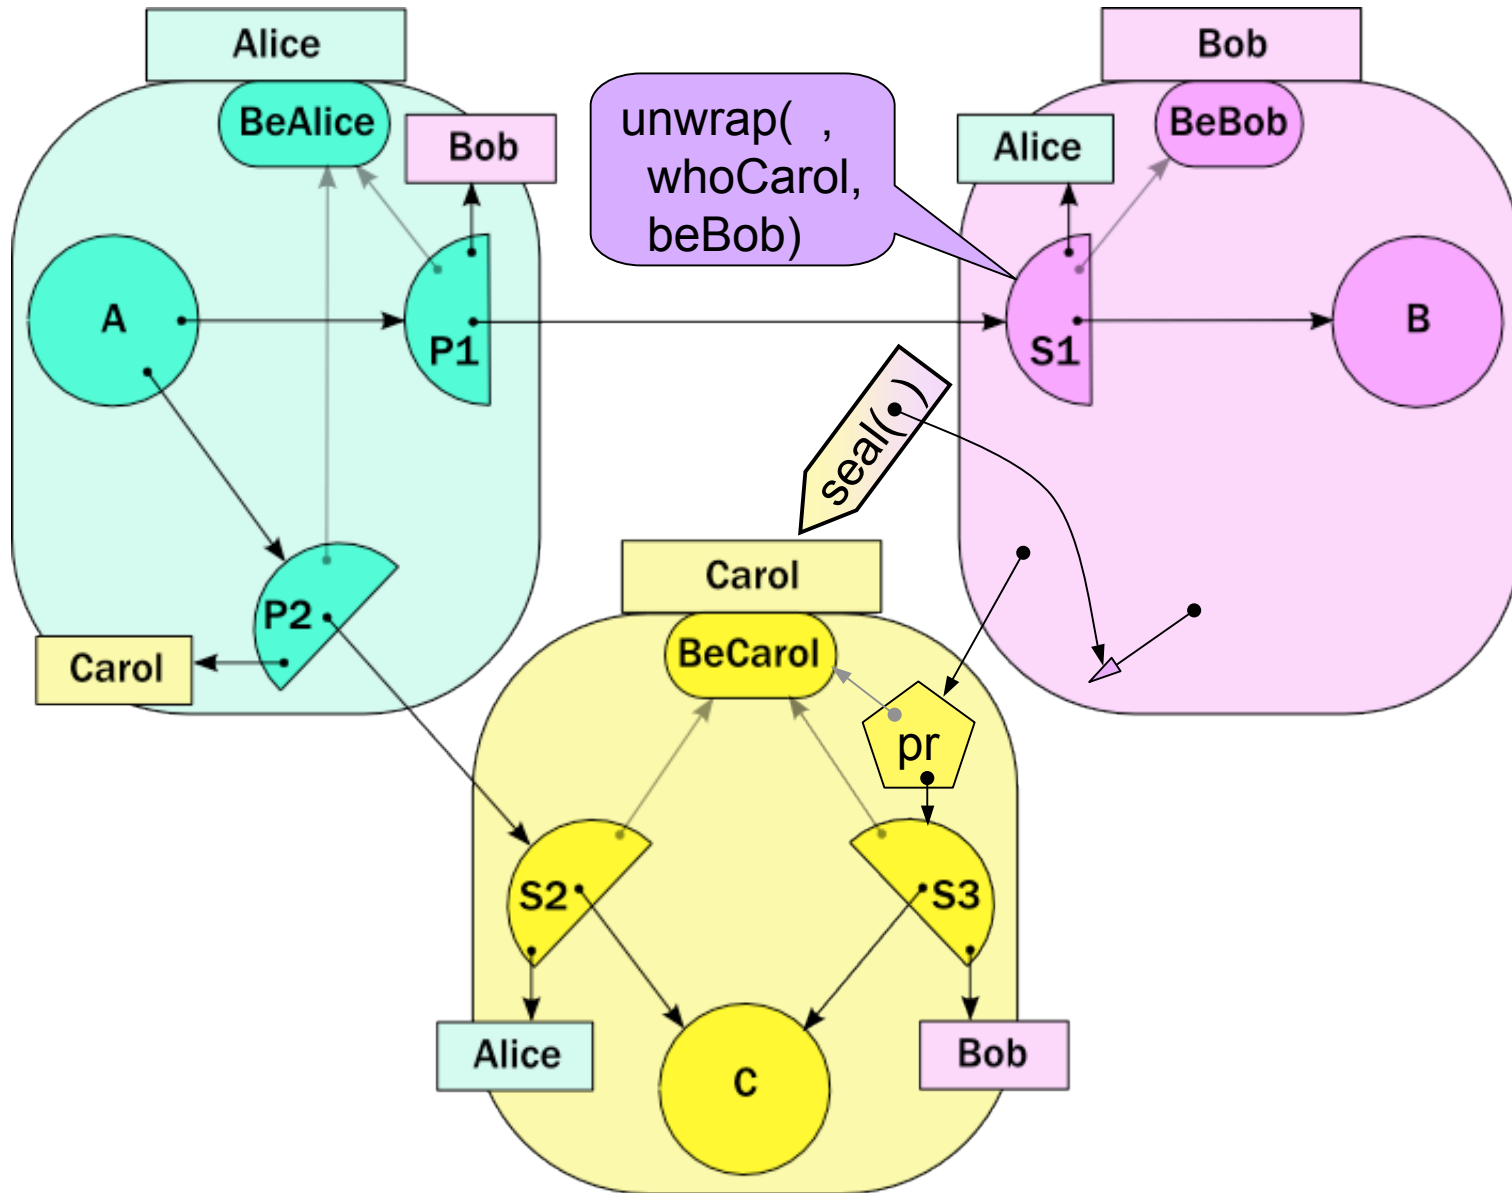 Alice
Bob
BeAlice
Bob
unwrap( ,
whoCarol,
beBob)
Alice
BeBob
A
P1
S1
B
seal( )
P2
Carol
Carol
BeCarol
pr
S2
S3
Alice
C
Bob